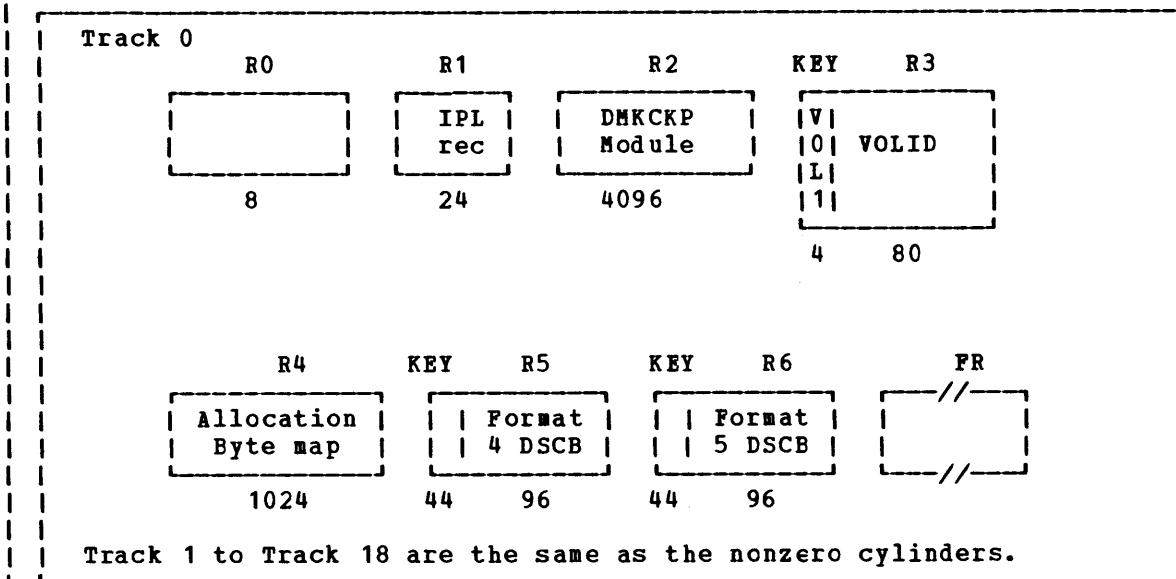 Track 0
R0 R1 R2 KEY R3
IPL DMKCKP V
rec Module O VOLID
L
8 24 4096 1
4 80
R4 KEY R5 KEY R6 FR
Allocation Format Format
Byte map 4 DSCB 5 DSCB
1024 44 96 44 96
Track 1 to Track 18 are the same as the nonzero cylinders.